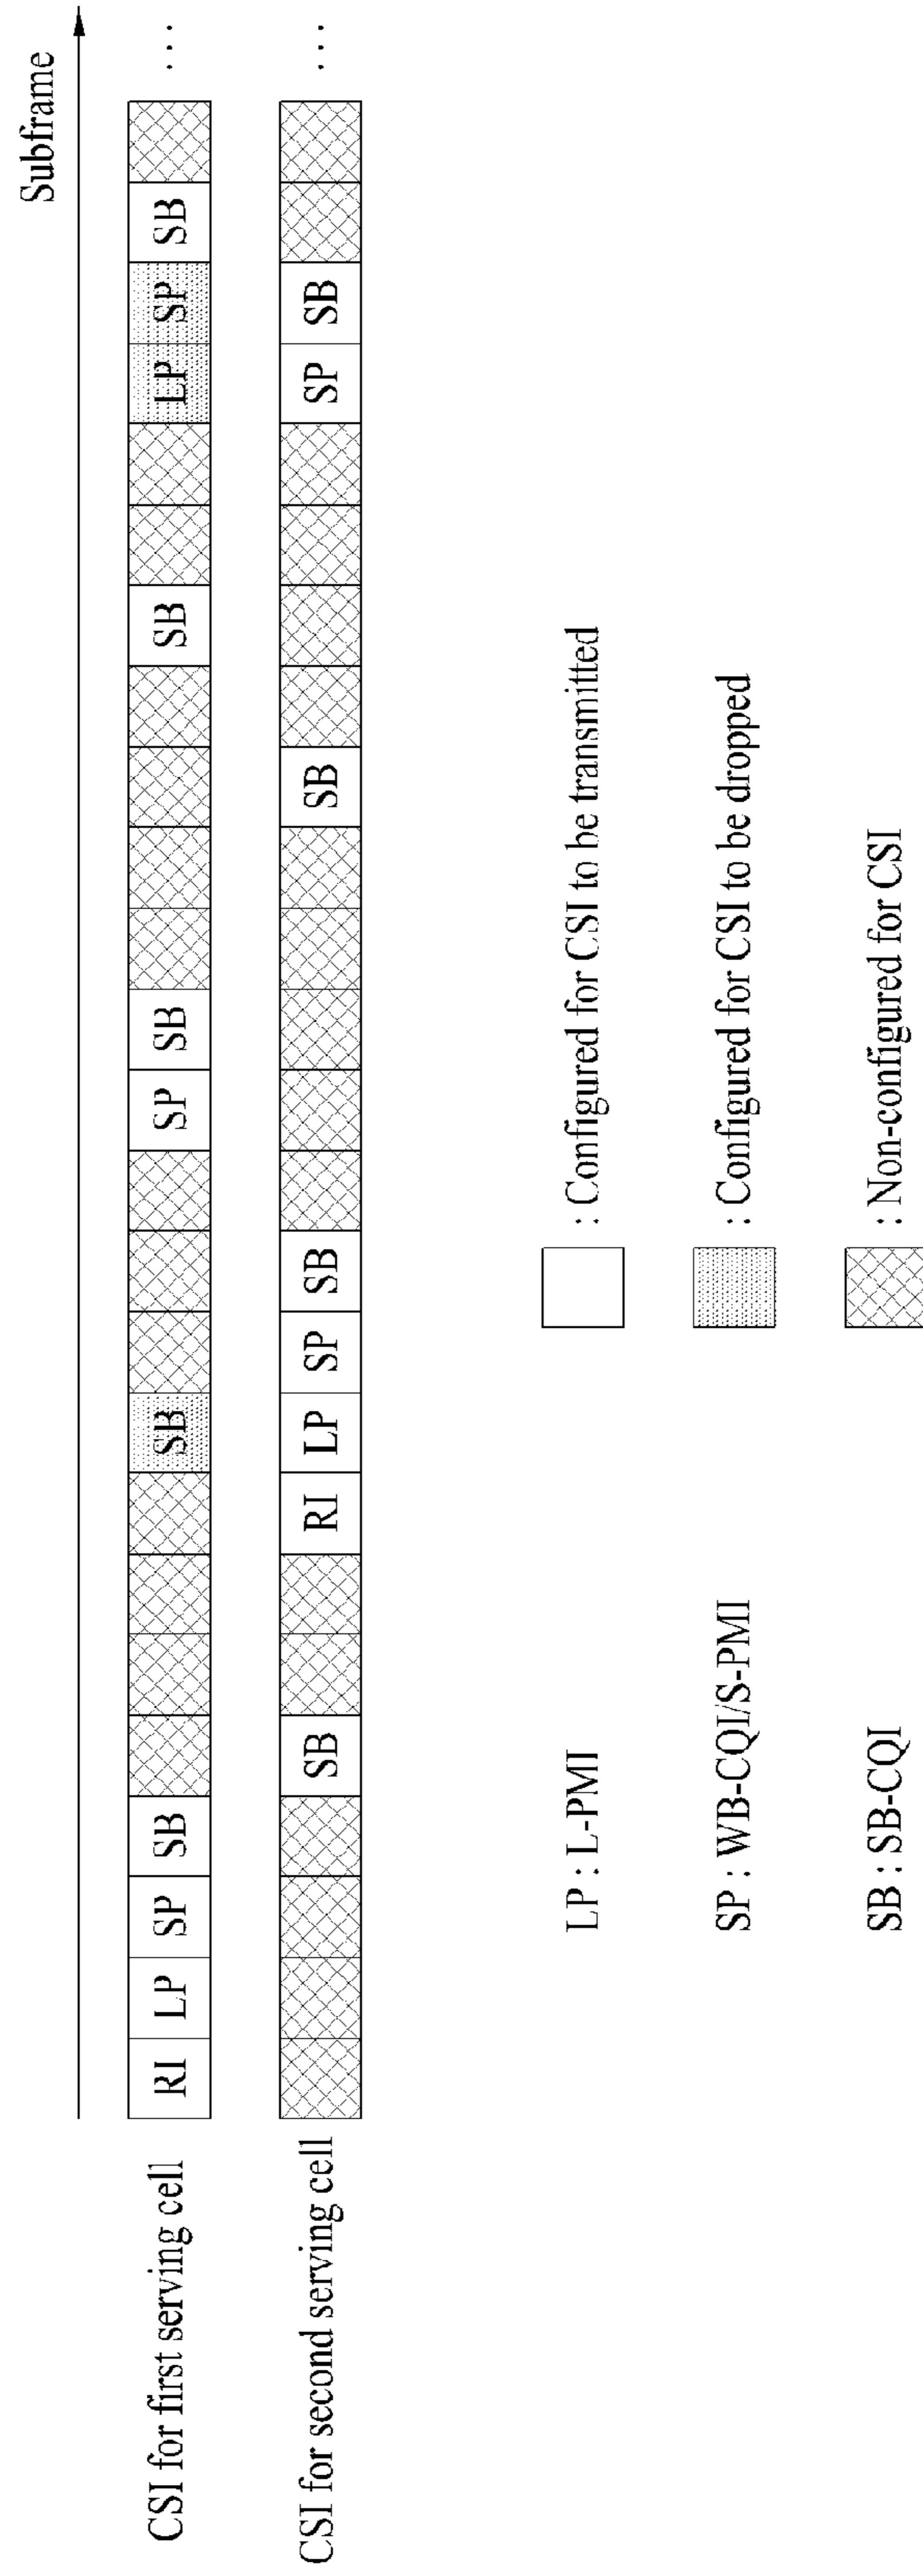 Subframe
CSI for first serving cell RI LP SP SB SB SP SB SB LP SP SB ...
CSI for second serving cell SB RI LP SP SB SB SP SB ...
: Configured for CSI to be transmitted
LP : L-PMI
: Configured for CSI to be dropped
SP : WB-CQI/S-PMI
: Non-configured for CSI
SB : SB-CQI